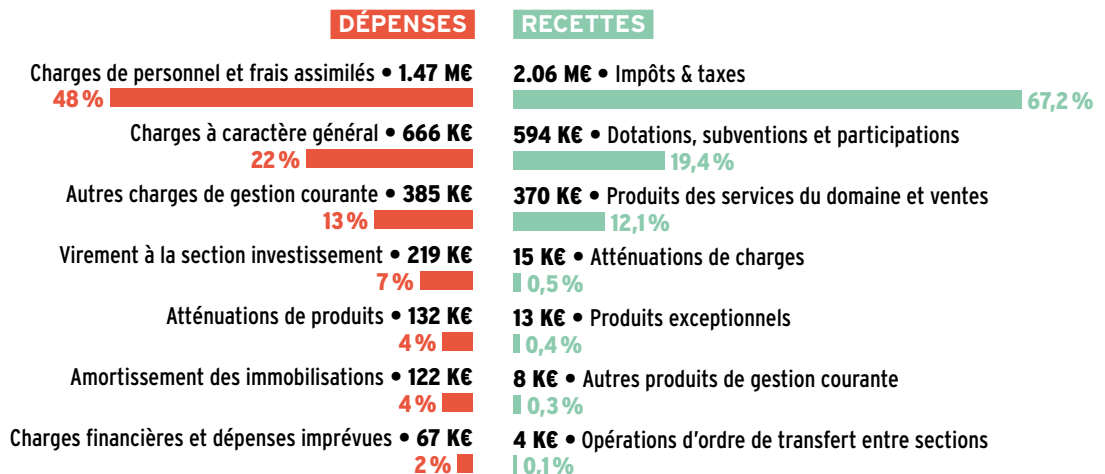 DÉPENSES
Charges de personnel et frais assimilés • 1.47 M€
48 %
Charges à caractère général • 666 K€
22 %
Autres charges de gestion courante • 385 K€
13 %
Virement à la section investissement • 219 K€
7 %
Atténuations de produits • 132 K€
4 %
Amortissement des immobilisations • 122 K€
4 %
Charges financières et dépenses imprévues • 67 K€
2 %
RECETTES
2.06 M€ • Impôts & taxes
67,2 %
594 K€ • Dotations, subventions et participations
19,4 %
370 K€ • Produits des services du domaine et ventes
12,1 %
15 K€ • Atténuations de charges
0,5 %
13 K€ • Produits exceptionnels
0,4 %
8 K€ • Autres produits de gestion courante
0,3 %
4 K€ • Opérations d'ordre de transfert entre sections
0,1 %